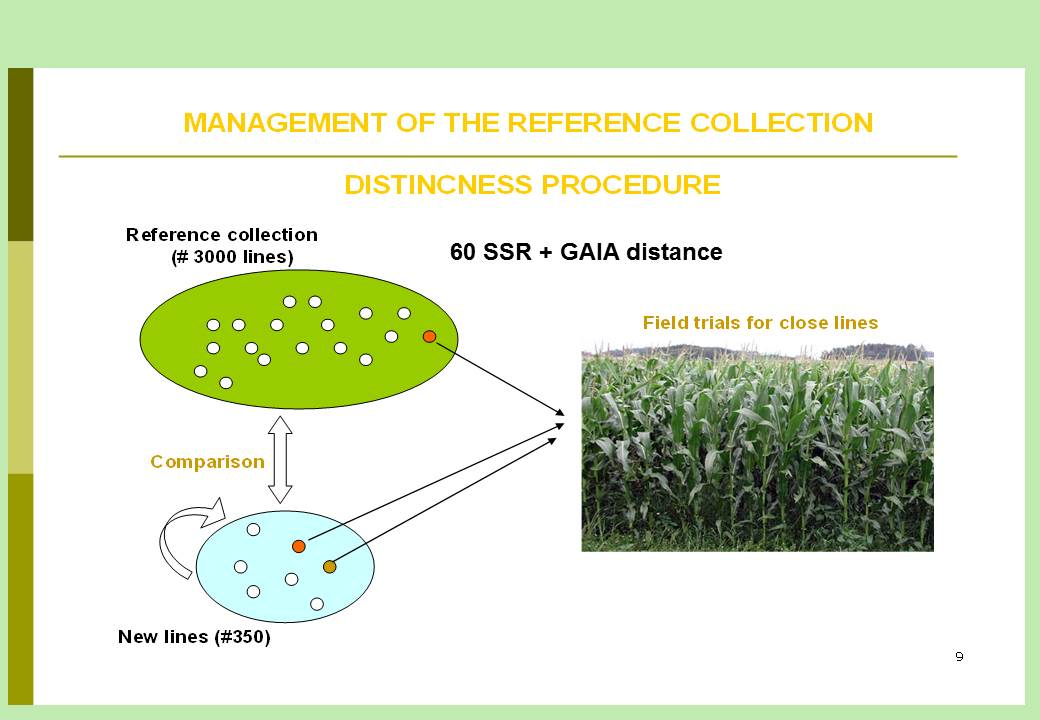 MANAGEMENT OF THE REFERENCE COLLECTION
DISTINCNESS PROCEDURE
Reference collection
(# 3000 lines)
60 SSR + GAIA distance
Field trials for close lines
Comparison
New lines (#350)
9